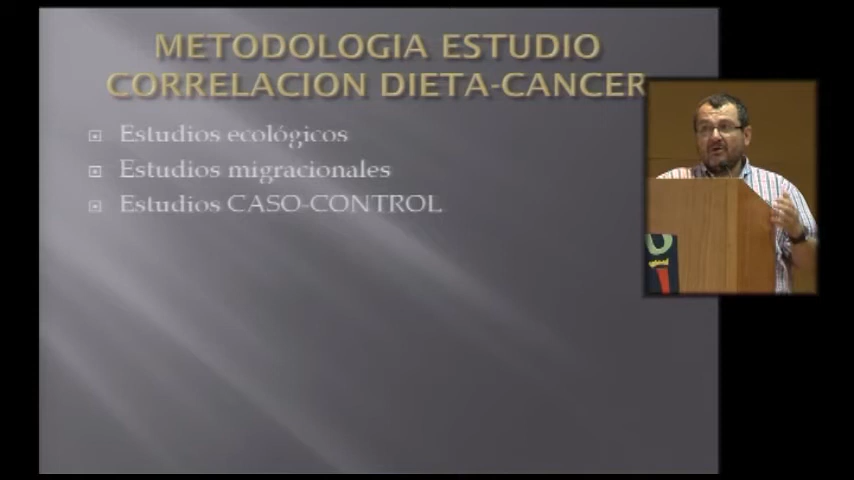 METODOLOGIA ESTUDIO
CORRELACION DIETA-CANCER
Estudios ecológicos
Estudios migracionales
Estudios CASO-CONTROL